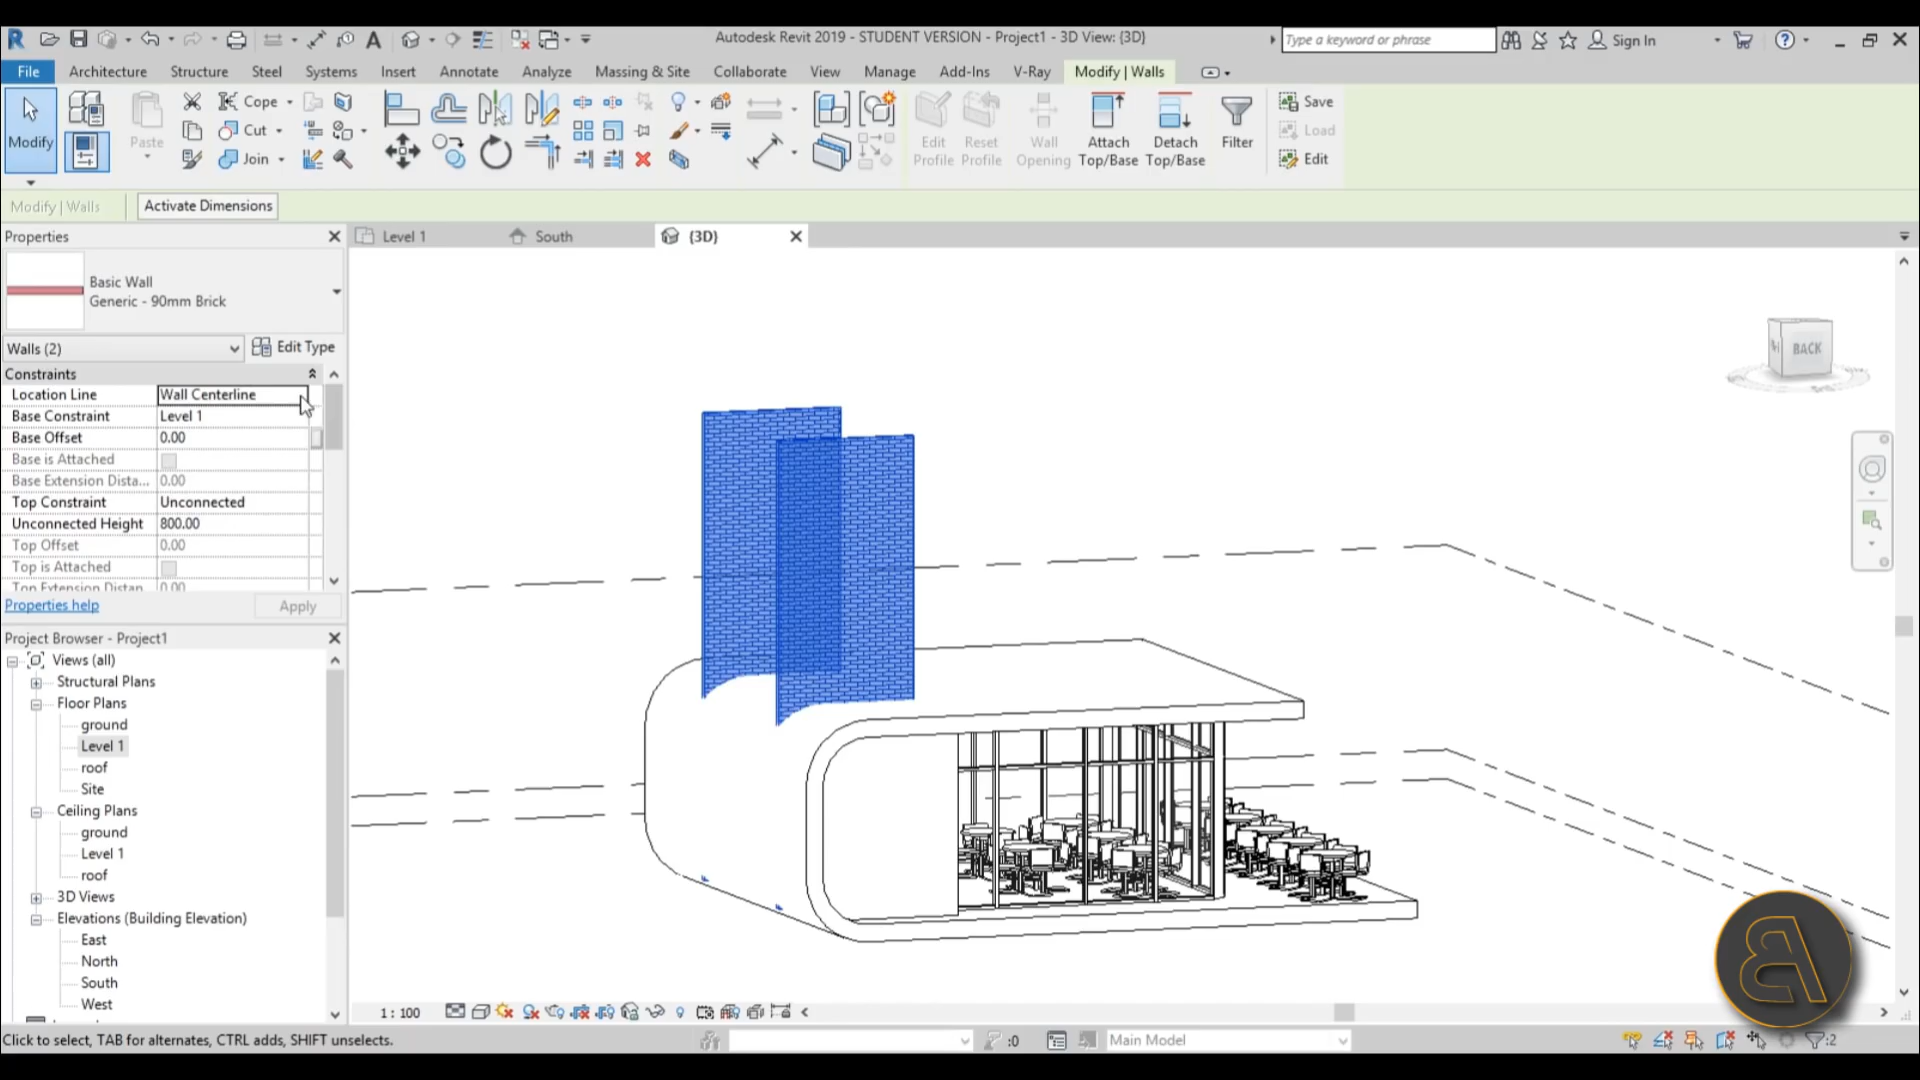 Autodesk Revit 2019 - STUDENT VERSION - Project1 - 3D View: {3D}
Type a keyword or phrase
Sign In
File Architecture Structure Steel Systems Insert Annotate Analyze Massing & Site Collaborate View Manage Add-Ins V-Ray Modify | Walls
Modify
Paste
Cope
Cut
Join
Edit Profile
Reset Profile
Wall Opening
Attach Top/Base
Detach Top/Base
Filter
Save
Load
Edit
Modify | Walls Activate Dimensions
Properties
Level 1 South {3D}
Basic Wall
Generic - 90mm Brick
Walls (2) Edit Type
Constraints
Location Line Wall Centerline
Base Constraint Level 1
Base Offset 0.00
Base is Attached
Base Extension Dista... 0.00
Top Constraint Unconnected
Unconnected Height 800.00
Top Offset 0.00
Top is Attached
Top Extension Distan 0.00
Properties help Apply
Project Browser - Project1
Views (all)
Structural Plans
Floor Plans
ground
Level 1
roof
Site
Ceiling Plans
ground
Level 1
roof
3D Views
Elevations (Building Elevation)
East
North
South
West
BACK
1 : 100
Click to select, TAB for alternates, CTRL adds, SHIFT unselects.
:0
Main Model
:2